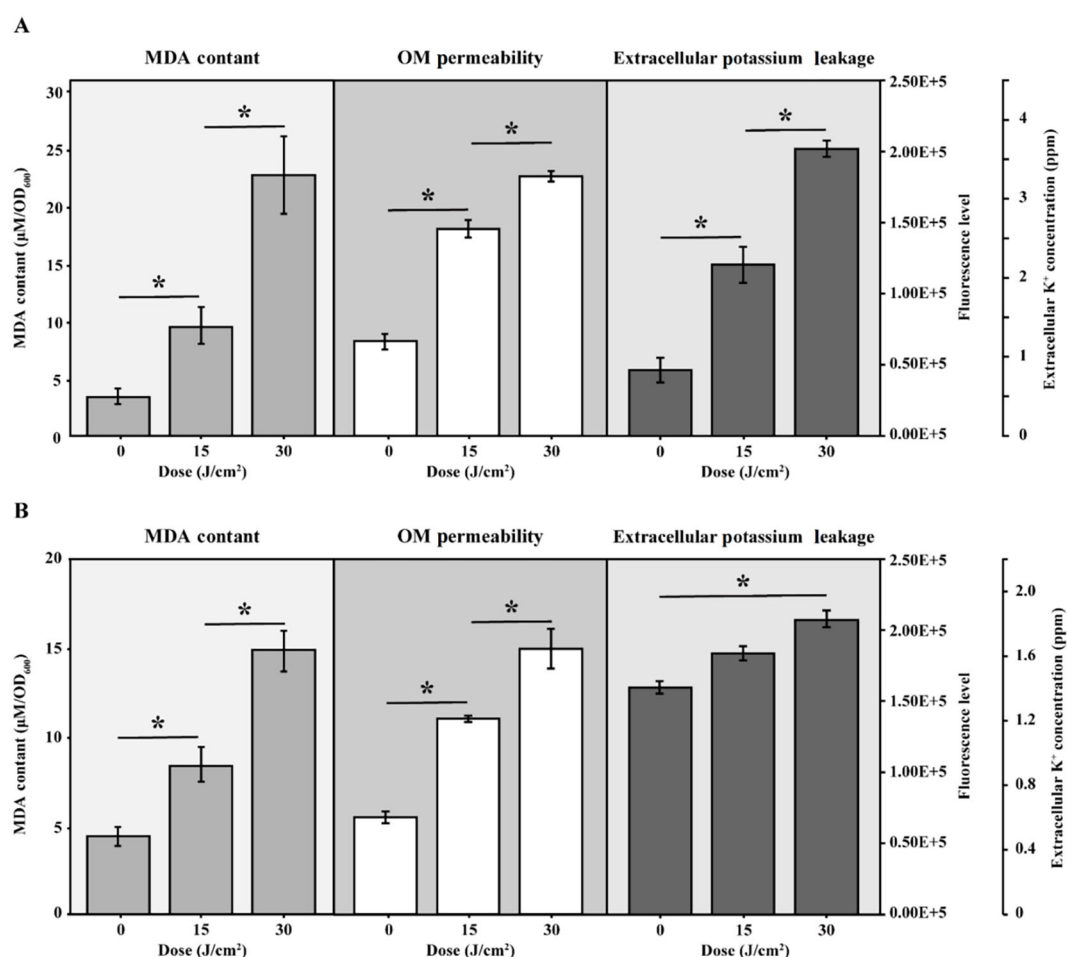 A
MDA contant OM permeability Extracellular potassium leakage
MDA contant (μM/OD₆₀₀)
30
25
20
15
10
5
0
* * * * * *
2.50E+5
2.00E+5
1.50E+5
1.00E+5
0.50E+5
0.00E+5
Fluorescence level
4
3
2
1
0
Extracellular K⁺ concentration (ppm)
0 15 30 0 15 30 0 15 30
Dose (J/cm²) Dose (J/cm²) Dose (J/cm²)
B
MDA contant OM permeability Extracellular potassium leakage
MDA contant (μM/OD₆₀₀)
20
15
10
5
0
* * * * *
2.50E+5
2.00E+5
1.50E+5
1.00E+5
0.50E+5
0.00E+5
Fluorescence level
2.0
1.6
1.2
0.8
0.4
0
Extracellular K⁺ concentration (ppm)
0 15 30 0 15 30 0 15 30
Dose (J/cm²) Dose (J/cm²) Dose (J/cm²)